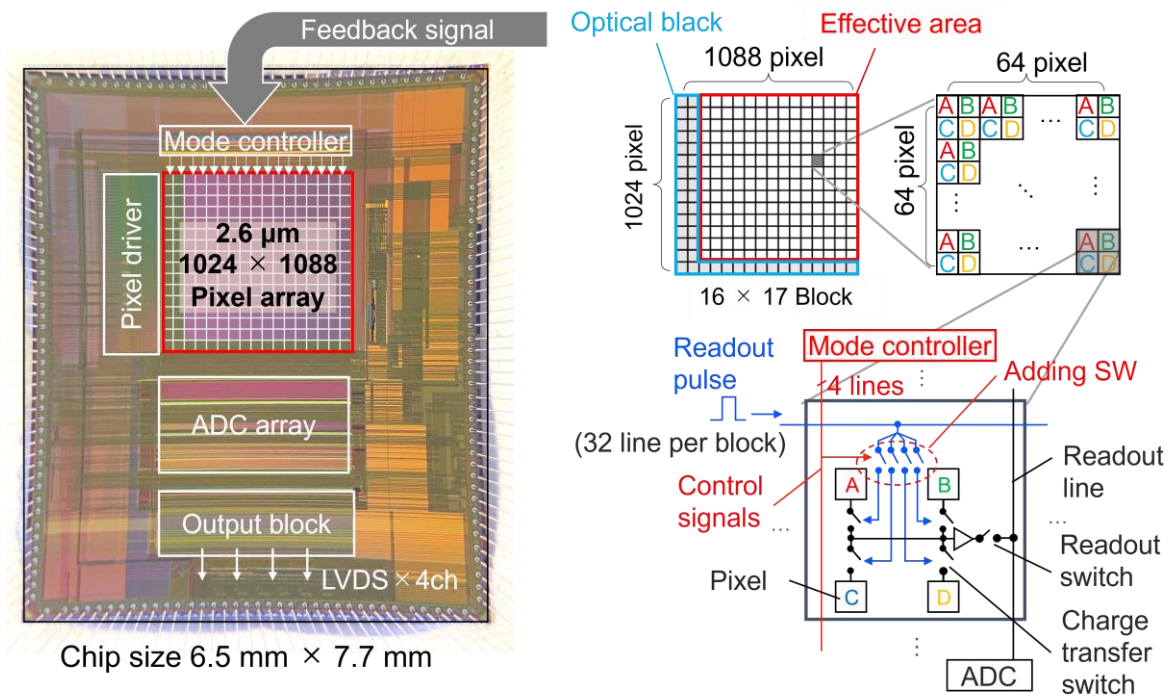 Feedback signal
Mode controller
Pixel driver
2.6 µm
1024 × 1088
Pixel array
ADC array
Output block
LVDS × 4ch
Chip size 6.5 mm × 7.7 mm
Optical black
Effective area
1088 pixel
1024 pixel
16 × 17 Block
64 pixel
64 pixel
A B A B ... A B
C D C D C D
A B
C D
⋮ ⋱ ⋮
A B ... A B
C D C D
Mode controller
Readout
pulse
4 lines
⋮
Adding SW
(32 line per block)
Control
signals
...
A B
C D
Pixel
Readout
line
...
Readout
switch
Charge
transfer
switch
⋮
ADC